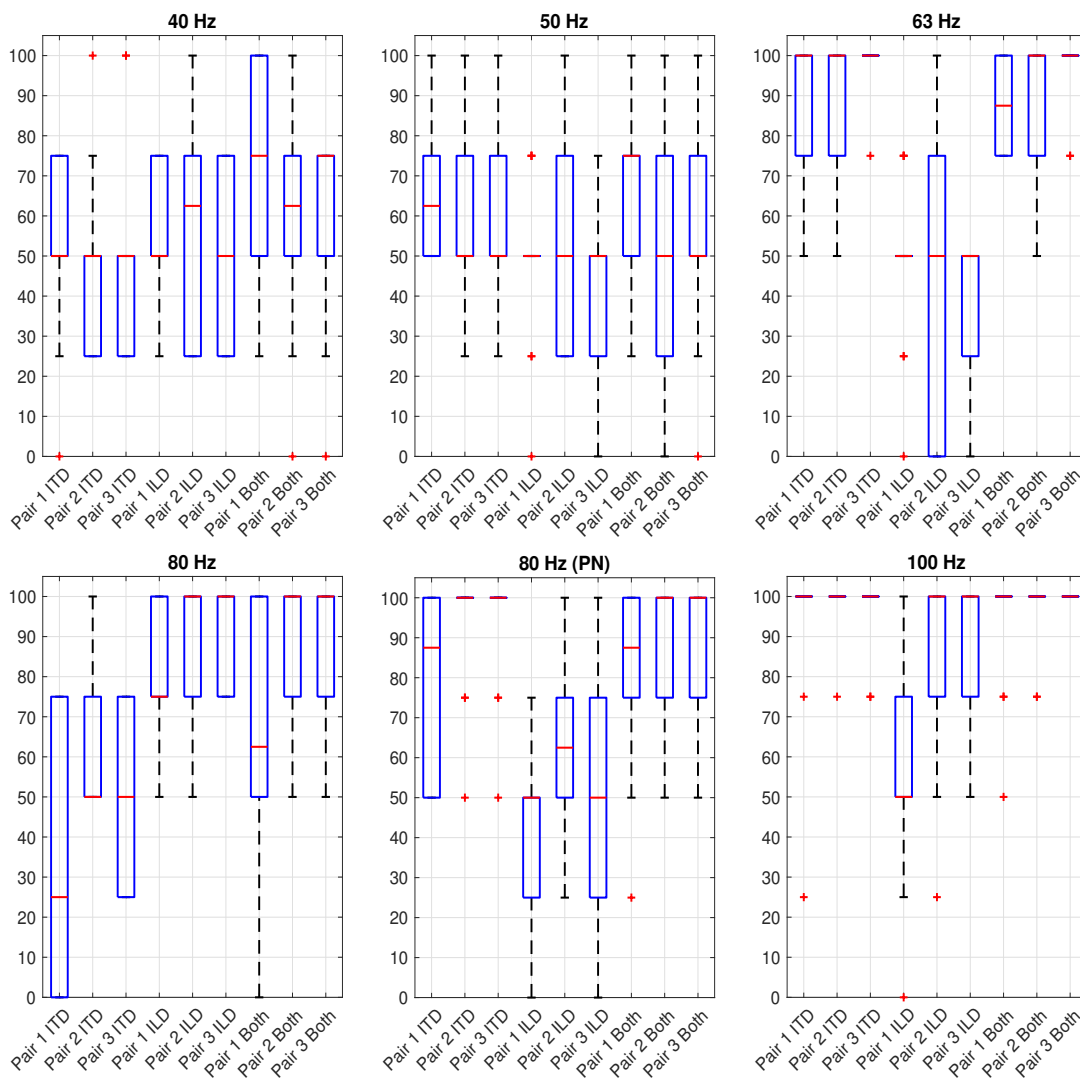 40 Hz
100
90
80
70
60
50
40
30
20
10
0
Pair 1 ITD
Pair 2 ITD
Pair 3 ITD
Pair 1 ILD
Pair 2 ILD
Pair 3 ILD
Pair 1 Both
Pair 2 Both
Pair 3 Both
50 Hz
100
90
80
70
60
50
40
30
20
10
0
Pair 1 ITD
Pair 2 ITD
Pair 3 ITD
Pair 1 ILD
Pair 2 ILD
Pair 3 ILD
Pair 1 Both
Pair 2 Both
Pair 3 Both
63 Hz
100
90
80
70
60
50
40
30
20
10
0
Pair 1 ITD
Pair 2 ITD
Pair 3 ITD
Pair 1 ILD
Pair 2 ILD
Pair 3 ILD
Pair 1 Both
Pair 2 Both
Pair 3 Both
80 Hz
100
90
80
70
60
50
40
30
20
10
0
Pair 1 ITD
Pair 2 ITD
Pair 3 ITD
Pair 1 ILD
Pair 2 ILD
Pair 3 ILD
Pair 1 Both
Pair 2 Both
Pair 3 Both
80 Hz (PN)
100
90
80
70
60
50
40
30
20
10
0
Pair 1 ITD
Pair 2 ITD
Pair 3 ITD
Pair 1 ILD
Pair 2 ILD
Pair 3 ILD
Pair 1 Both
Pair 2 Both
Pair 3 Both
100 Hz
100
90
80
70
60
50
40
30
20
10
0
Pair 1 ITD
Pair 2 ITD
Pair 3 ITD
Pair 1 ILD
Pair 2 ILD
Pair 3 ILD
Pair 1 Both
Pair 2 Both
Pair 3 Both